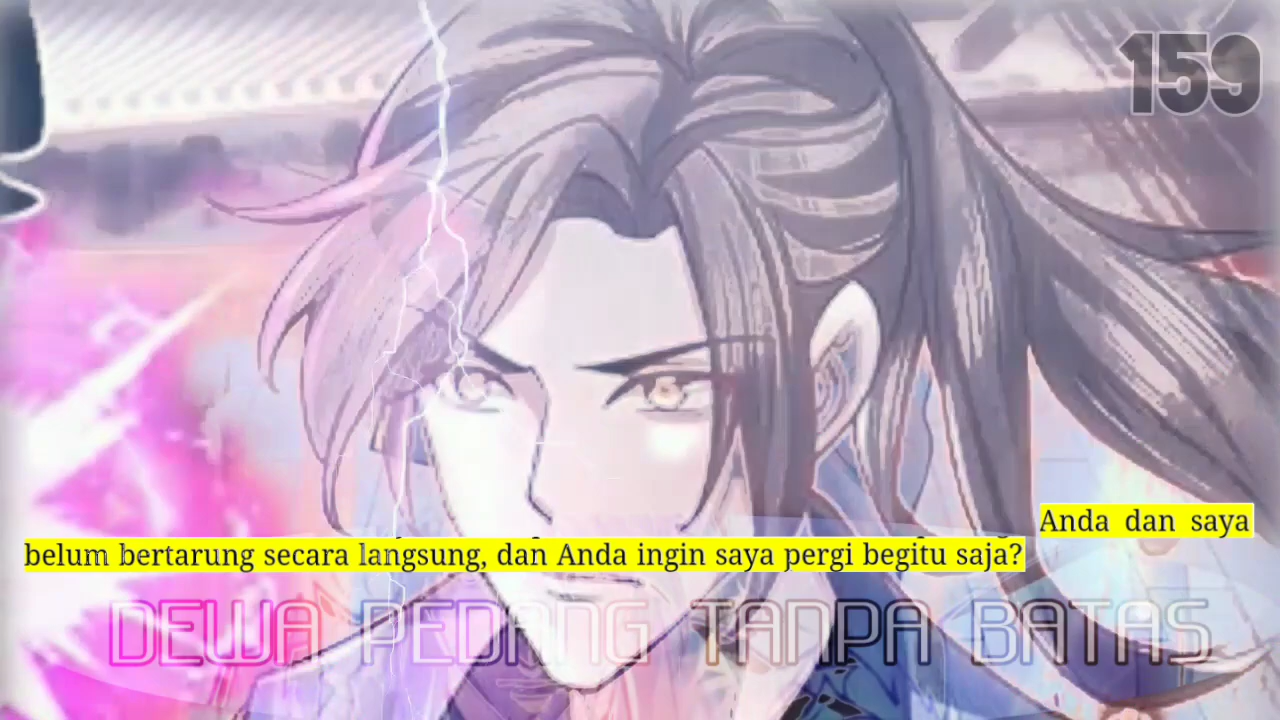 159
Anda dan saya
belum bertarung secara langsung, dan Anda ingin saya pergi begitu saja?
DEWA PEDANG TANPA BATAS